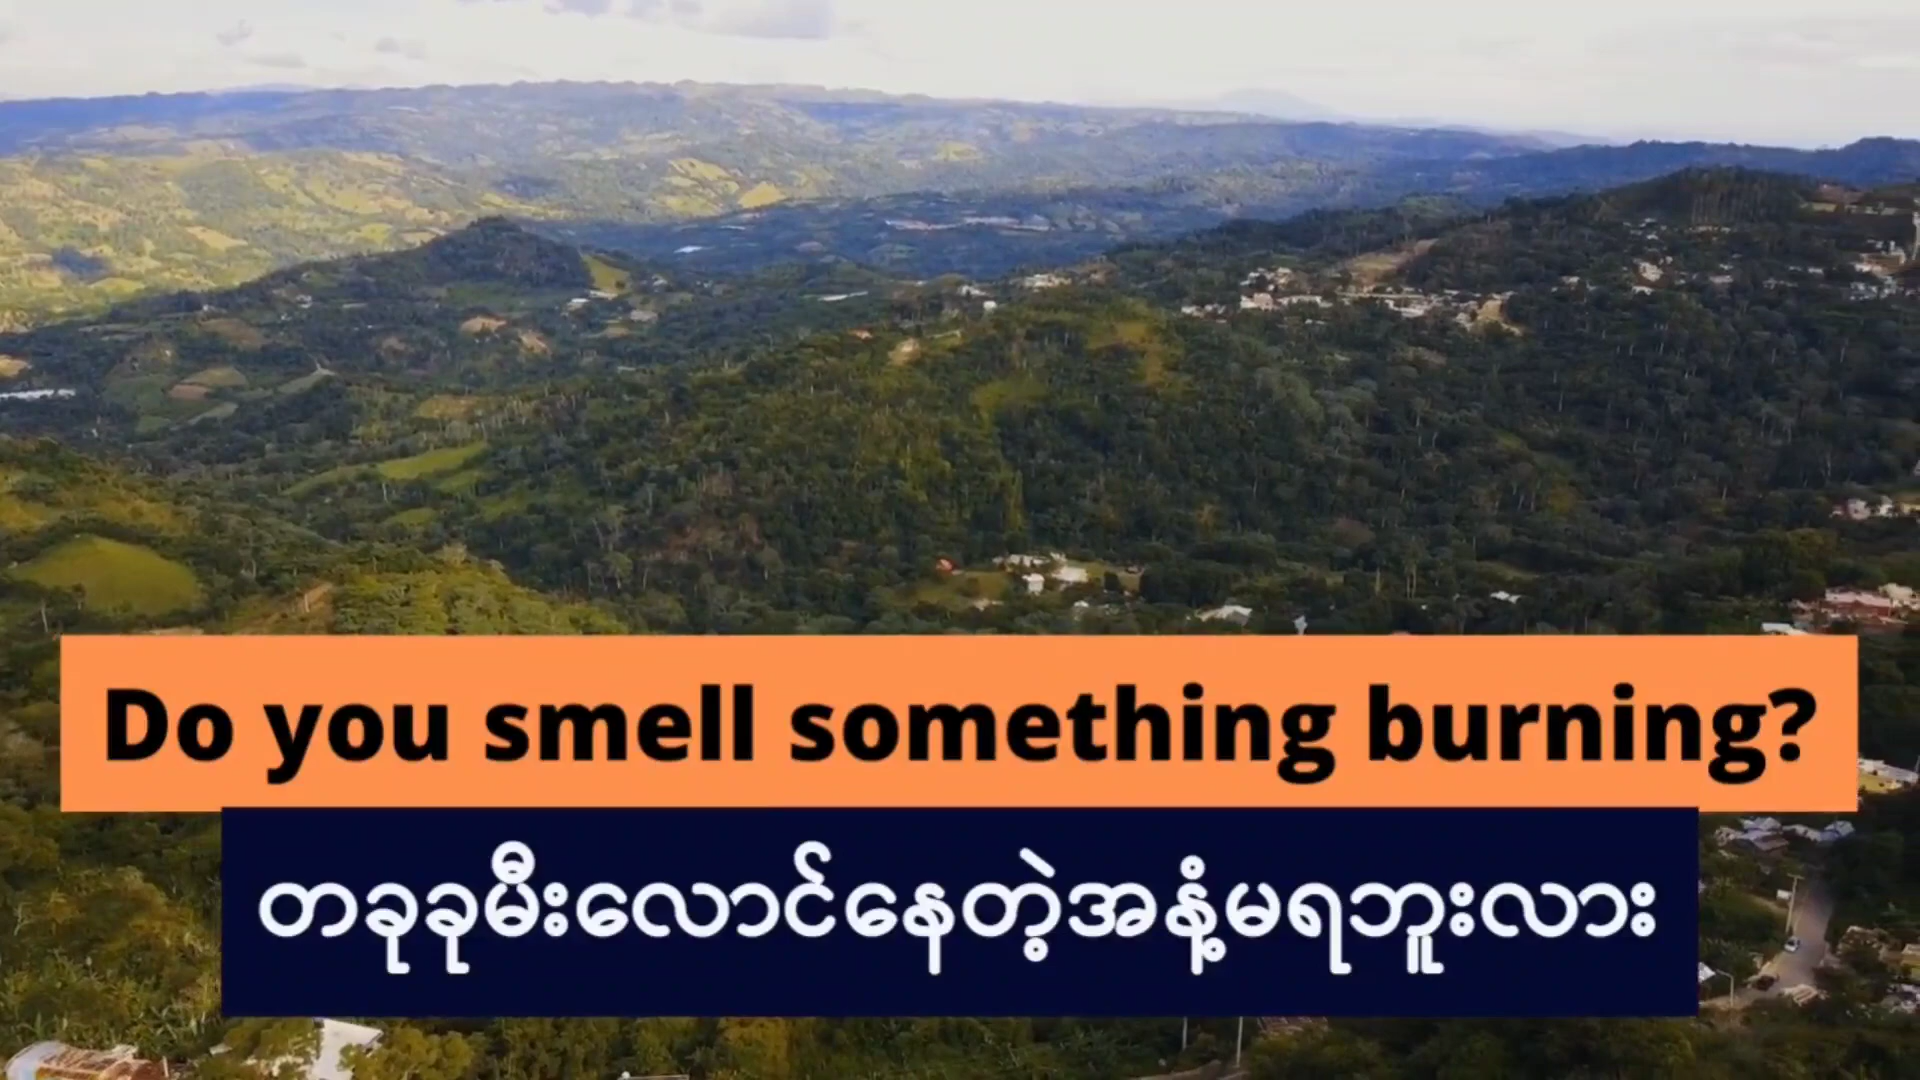 Do you smell something burning?
တခုခုမီးလောင်နေတဲ့အနံ့မရဘူးလား